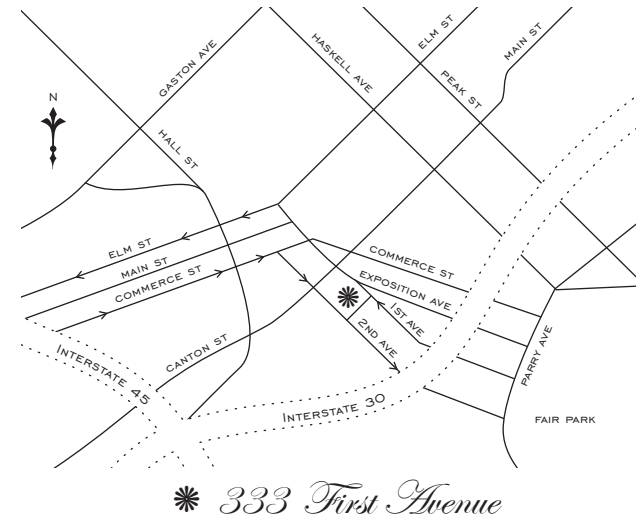 ELM ST
MAIN ST
GASTON AVE
HASKELL AVE
PEAK ST
N
HALL ST
ELM ST
MAIN ST
COMMERCE ST
COMMERCE ST
EXPOSITION AVE
1ST AVE
2ND AVE
CANTON ST
PARRY AVE
INTERSTATE 45
INTERSTATE 30
FAIR PARK
333 First Avenue